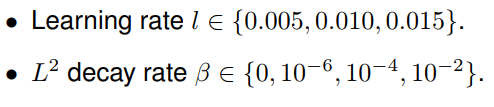 • Learning rate l ∈ {0.005, 0.010, 0.015}.
• L² decay rate β ∈ {0, 10⁻⁶, 10⁻⁴, 10⁻²}.